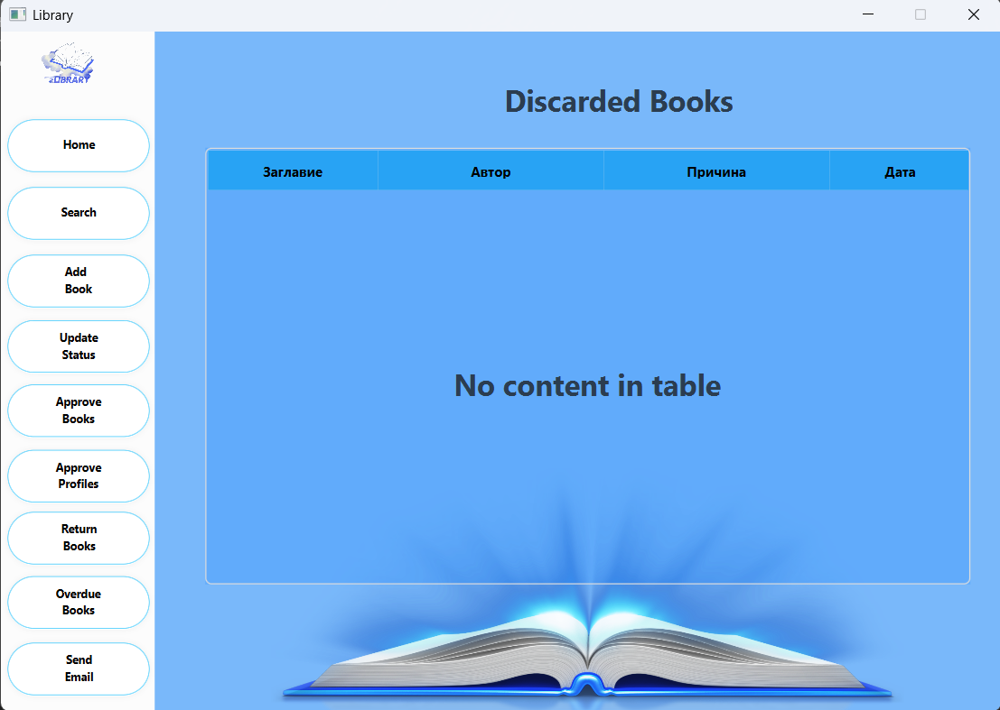 Library
eLIBRARY
Home
Search
Add
Book
Update
Status
Approve
Books
Approve
Profiles
Return
Books
Overdue
Books
Send
Email
Discarded Books
Заглавие
Автор
Причина
Дата
No content in table